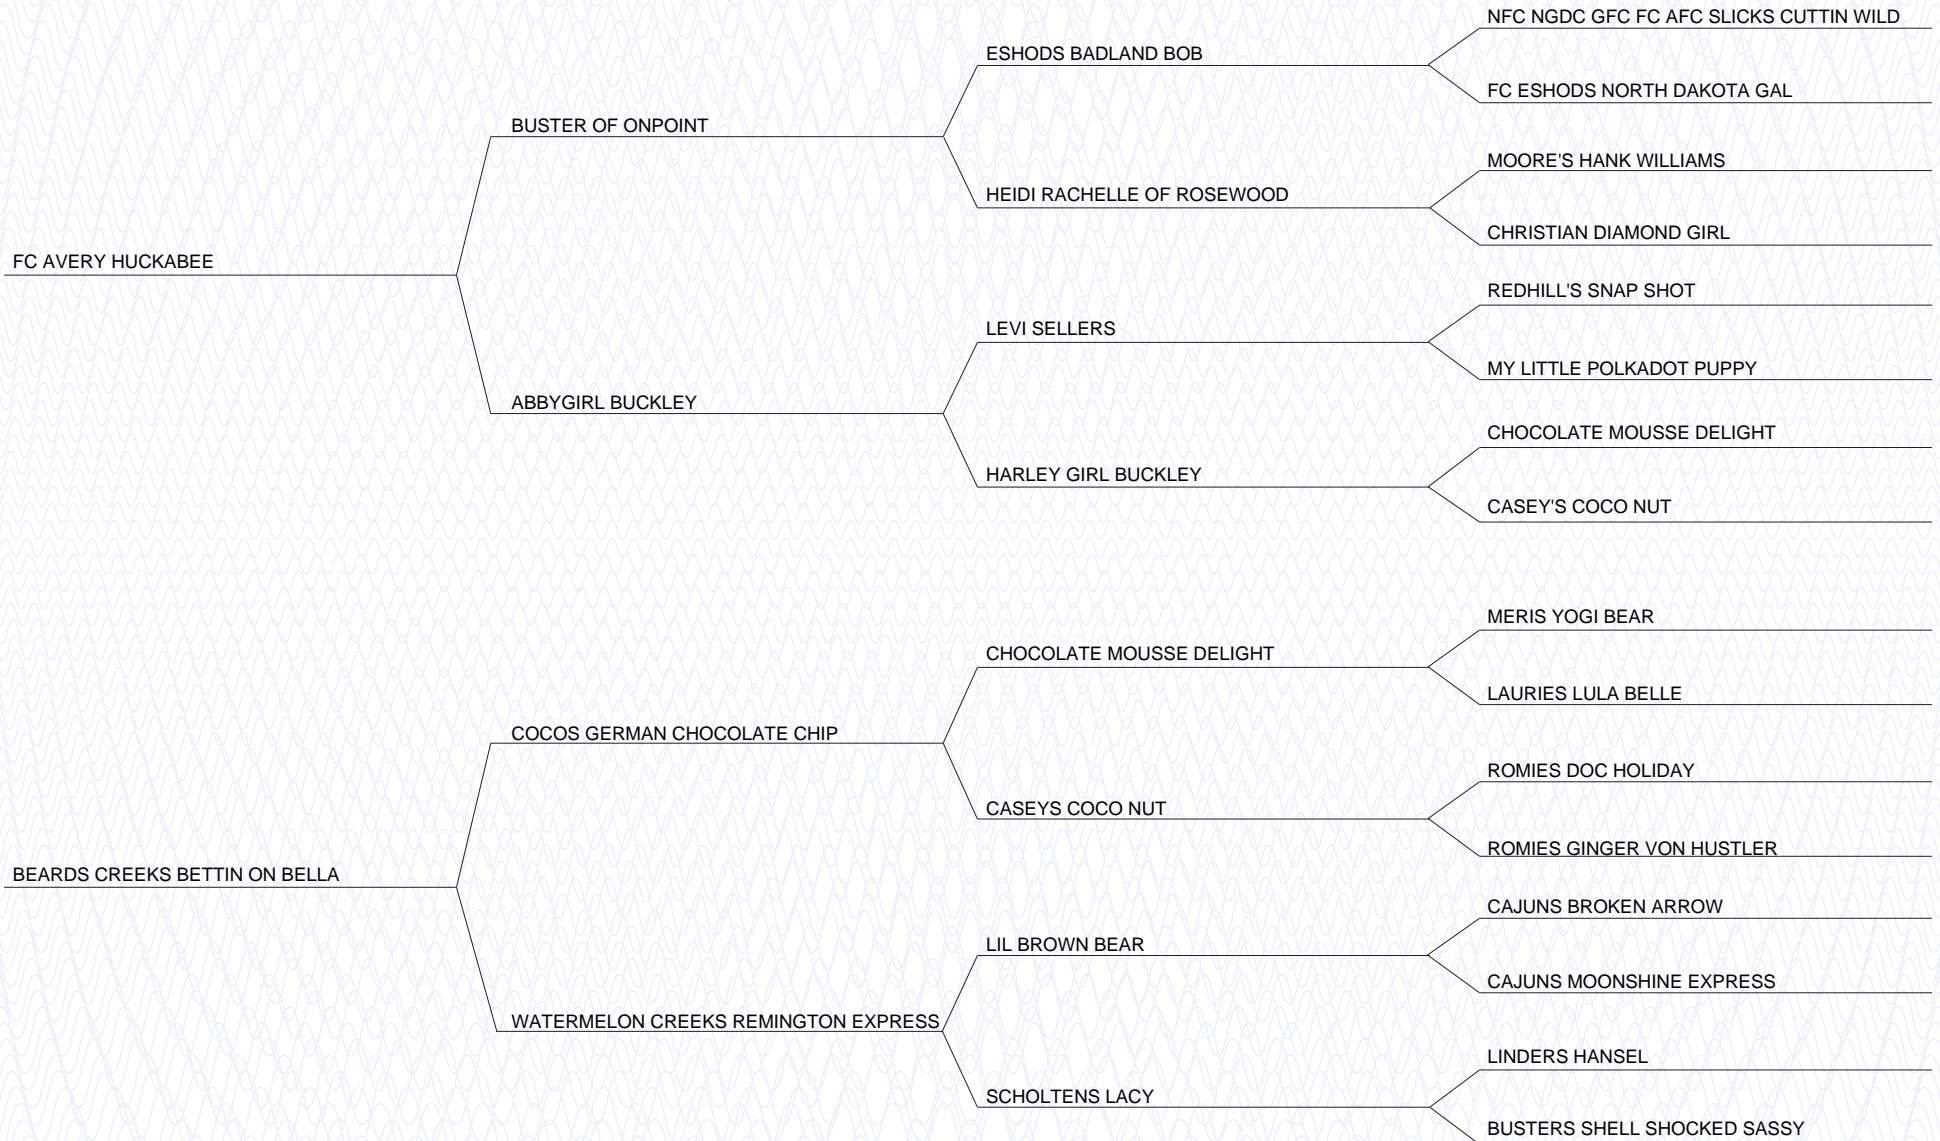 NFC NGDC GFC FC AFC SLICKS CUTTIN WILD
ESHODS BADLAND BOB
FC ESHODS NORTH DAKOTA GAL
BUSTER OF ONPOINT
MOORE'S HANK WILLIAMS
HEIDI RACHELLE OF ROSEWOOD
CHRISTIAN DIAMOND GIRL
FC AVERY HUCKABEE
REDHILL'S SNAP SHOT
LEVI SELLERS
MY LITTLE POLKADOT PUPPY
ABBYGIRL BUCKLEY
CHOCOLATE MOUSSE DELIGHT
HARLEY GIRL BUCKLEY
CASEY'S COCO NUT
MERIS YOGI BEAR
CHOCOLATE MOUSSE DELIGHT
LAURIES LULA BELLE
COCOS GERMAN CHOCOLATE CHIP
ROMIES DOC HOLIDAY
CASEYS COCO NUT
ROMIES GINGER VON HUSTLER
BEARDS CREEKS BETTIN ON BELLA
CAJUNS BROKEN ARROW
LIL BROWN BEAR
CAJUNS MOONSHINE EXPRESS
WATERMELON CREEKS REMINGTON EXPRESS
LINDERS HANSEL
SCHOLTENS LACY
BUSTERS SHELL SHOCKED SASSY